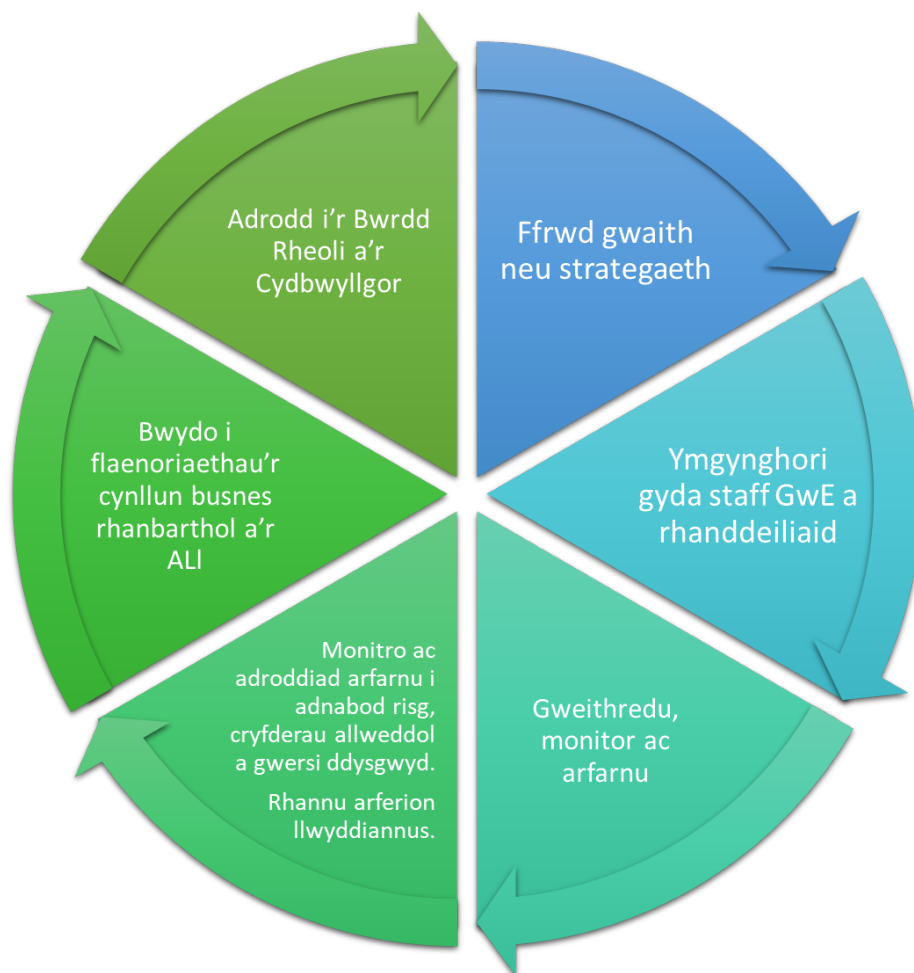 Ffrwd gwaith
neu strategaeth
Ymgynghori
gyda staff GwE a
rhanddeiliaid
Gweithredu,
monitor ac
arfarnu
Monitro ac
adroddiad arfarnu i
adnabod risg,
cryfderau allweddol
a gwersi ddysgwyd.
Rhannu arferion
llwyddiannus.
Bwydo i
flaenoriaethau'r
cynllun busnes
rhanbarthol a'r
ALl
Adrodd i'r Bwrdd
Rheoli a'r
Cydbwyllgor